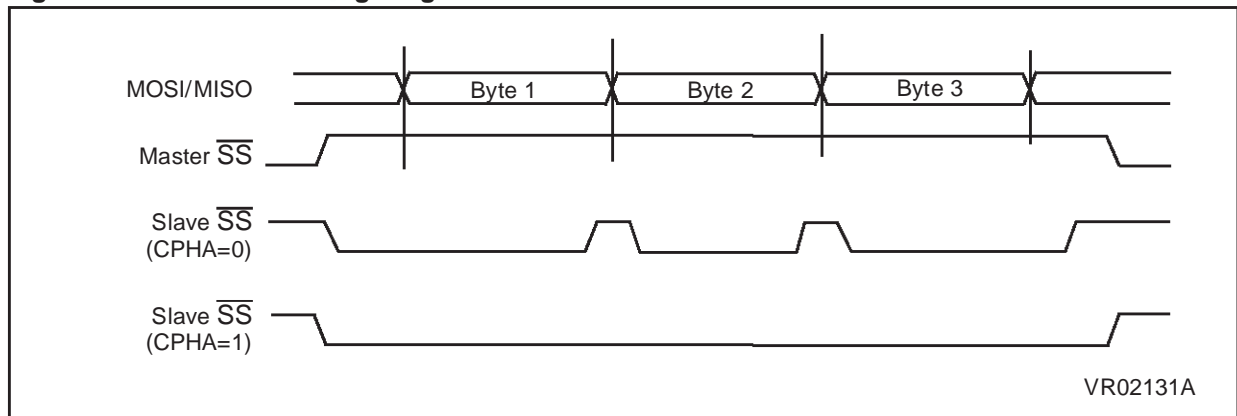 MOSI/MISO
Byte 1
Byte 2
Byte 3
Master SS
Slave SS
(CPHA=0)
Slave SS
(CPHA=1)
VR02131A